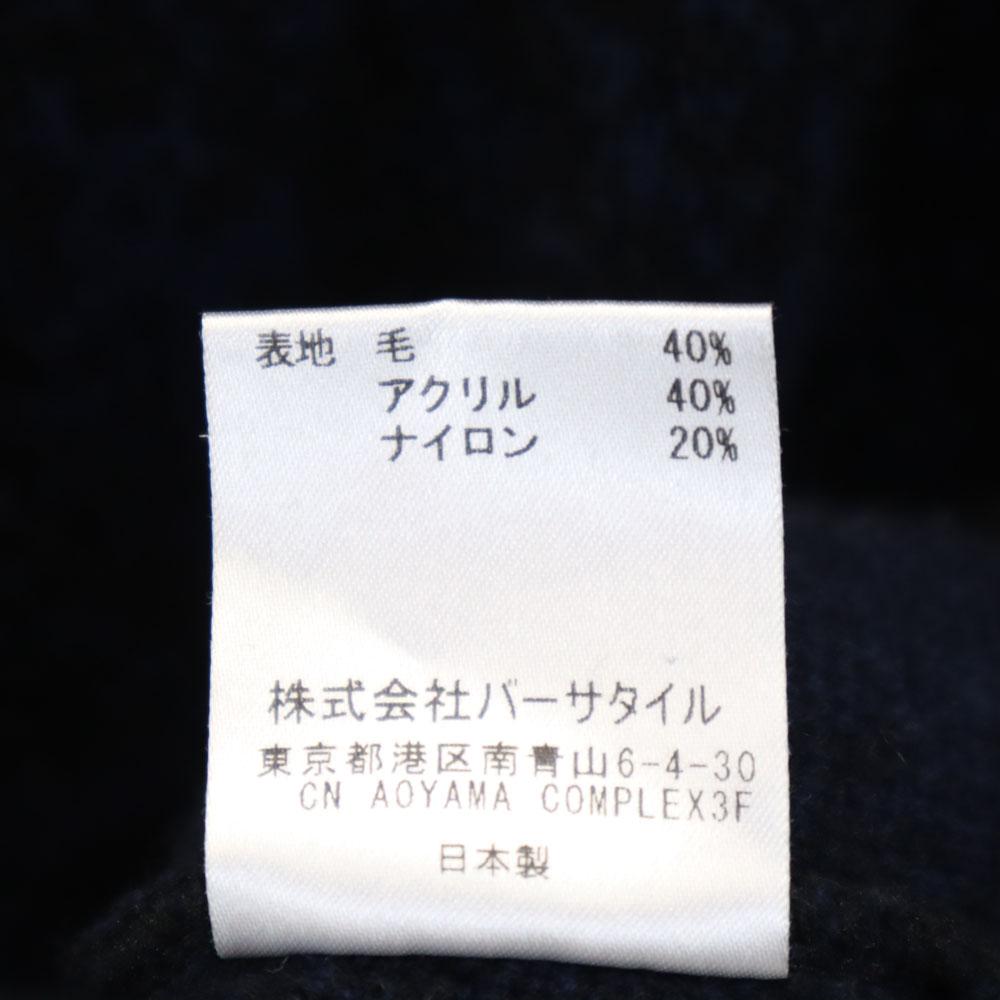 表地 毛 40%
アクリル 40%
ナイロン 20%
株式会社バーサタイル
東京都港区南青山6-4-30
CN AOYAMA COMPLEX3F
日本製